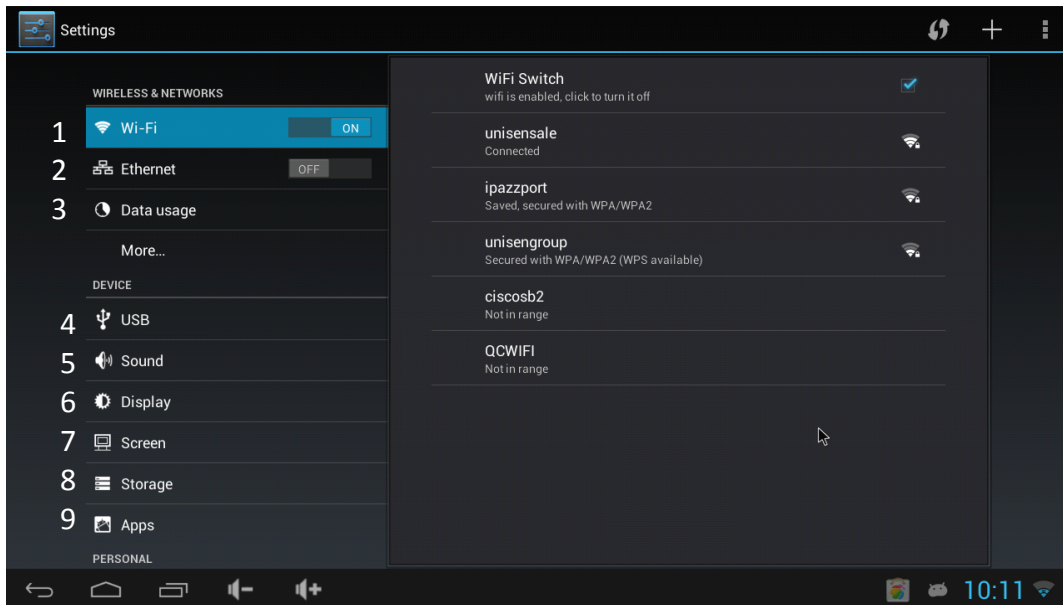 Settings
WIRELESS & NETWORKS
1 Wi-Fi ON
2 Ethernet OFF
3 Data usage
More...
DEVICE
4 USB
5 Sound
6 Display
7 Screen
8 Storage
9 Apps
PERSONAL
WiFi Switch
wifi is enabled, click to turn it off
unisensale
Connected
ipazzport
Saved, secured with WPA/WPA2
unisengroup
Secured with WPA/WPA2 (WPS available)
ciscosb2
Not in range
QCWIFI
Not in range
10:11